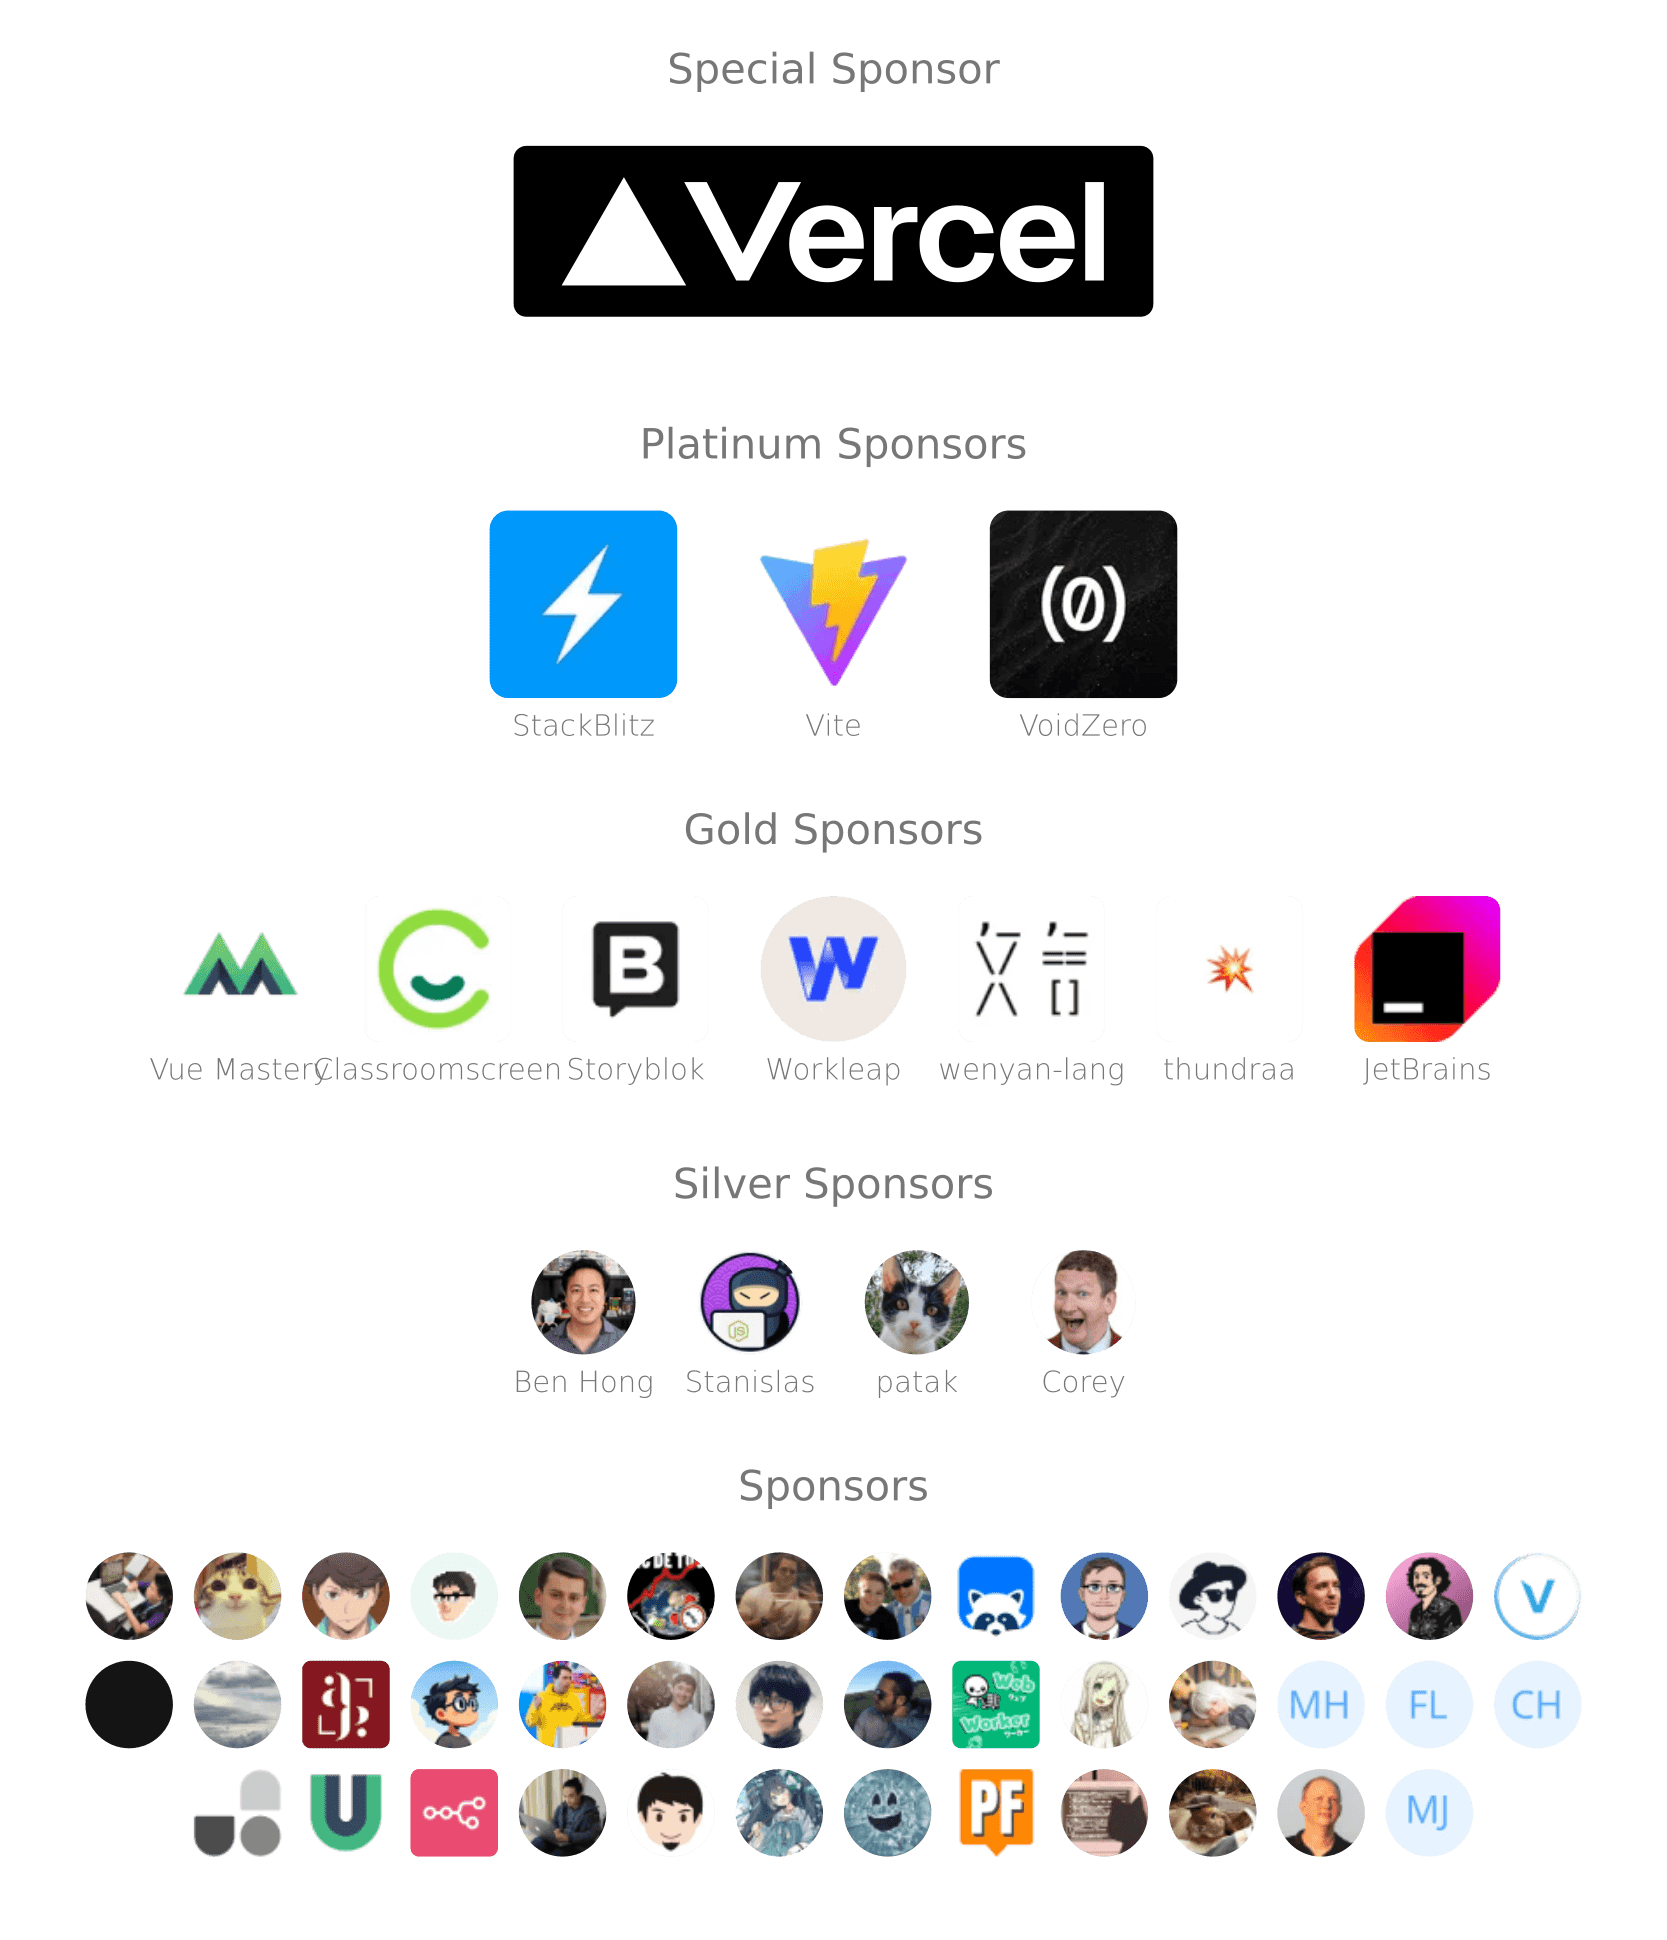 Special Sponsor
Vercel
Platinum Sponsors
(0)
StackBlitz Vite VoidZero
Gold Sponsors
B W
Vue Mastery Classroomscreen Storyblok Workleap wenyan-lang thundraa JetBrains
Silver Sponsors
JS
Ben Hong Stanislas patak Corey
Sponsors
V
Web
Worker
MH FL CH
U PF MJ